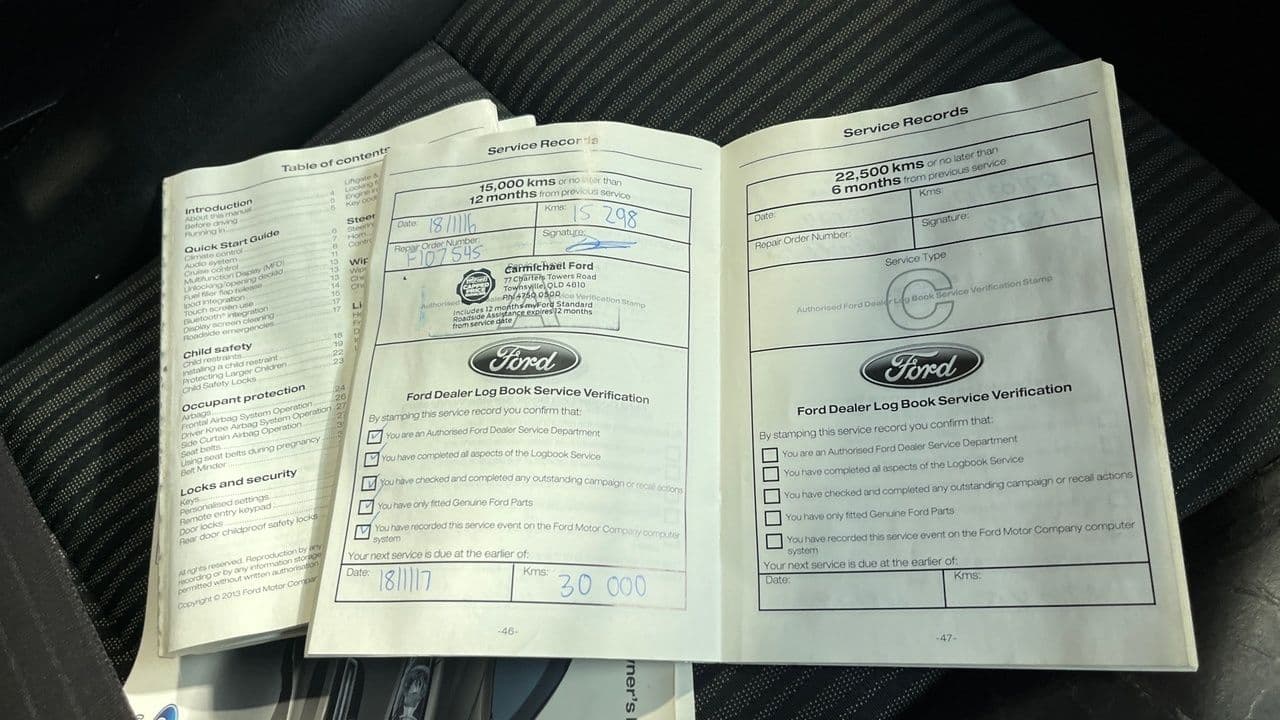 Table of contents
Introduction
About this manual
Before driving
Running in
4
5
5
Quick Start Guide
Climate control
Audio system
Cruise control
Multifunction Display (MFD)
Unlocking/opening decklid
Fuel filler flap release
Ipod integration
Touch screen use
Bluetooth® integration
Display screen cleaning
Roadside emergencies
Child safety
Child restraints
Installing a child restraint
Protecting Larger Children
Child Safety Locks
18
19
22
23
Occupant protection
Airbags
Frontal Airbag System Operation
Driver Knee Airbag System Operation
Side Curtain Airbag Operation
Seat belts
Using seat belts during pregnancy
Belt Minder
24
26
27
Locks and security
Keys
Personalised settings
Remote entry keypad
Door locks
Rear door childproof safety locks
All rights reserved. Reproduction by any
recording or by any information storage
permitted without written authorisation
Copyright © 2013 Ford Motor
Service Records
15,000 kms or no later than
12 months from previous service
Date: 18/1/16
Kms: 15 298
Repair Order Number: F107545
Signature:
Carmichael Ford
77 Charters Towers Road
Townsville, QLD 4810
PH 4750 0500
Includes 12 months myFord Standard
Roadside Assistance expires 12 months
from service date
Service Verification Stamp
A
Ford
Ford Dealer Log Book Service Verification
By stamping this service record you confirm that:
You are an Authorised Ford Dealer Service Department
You have completed all aspects of the Logbook Service
You have checked and completed any outstanding campaign or recall actions
You have only fitted Genuine Ford Parts
You have recorded this service event on the Ford Motor Company computer
system
Your next service is due at the earlier of:
Date: 18/1/17
Kms: 30 000
-46-
Service Records
22,500 kms or no later than
6 months from previous service
Date:
Kms:
Repair Order Number:
Signature:
Service Type
C
Authorised Ford Dealer Log Book Service Verification Stamp
Ford
Ford Dealer Log Book Service Verification
By stamping this service record you confirm that:
You are an Authorised Ford Dealer Service Department
You have completed all aspects of the Logbook Service
You have checked and completed any outstanding campaign or recall actions
You have only fitted Genuine Ford Parts
You have recorded this service event on the Ford Motor Company computer
system
Your next service is due at the earlier of:
Date:
Kms:
-47-